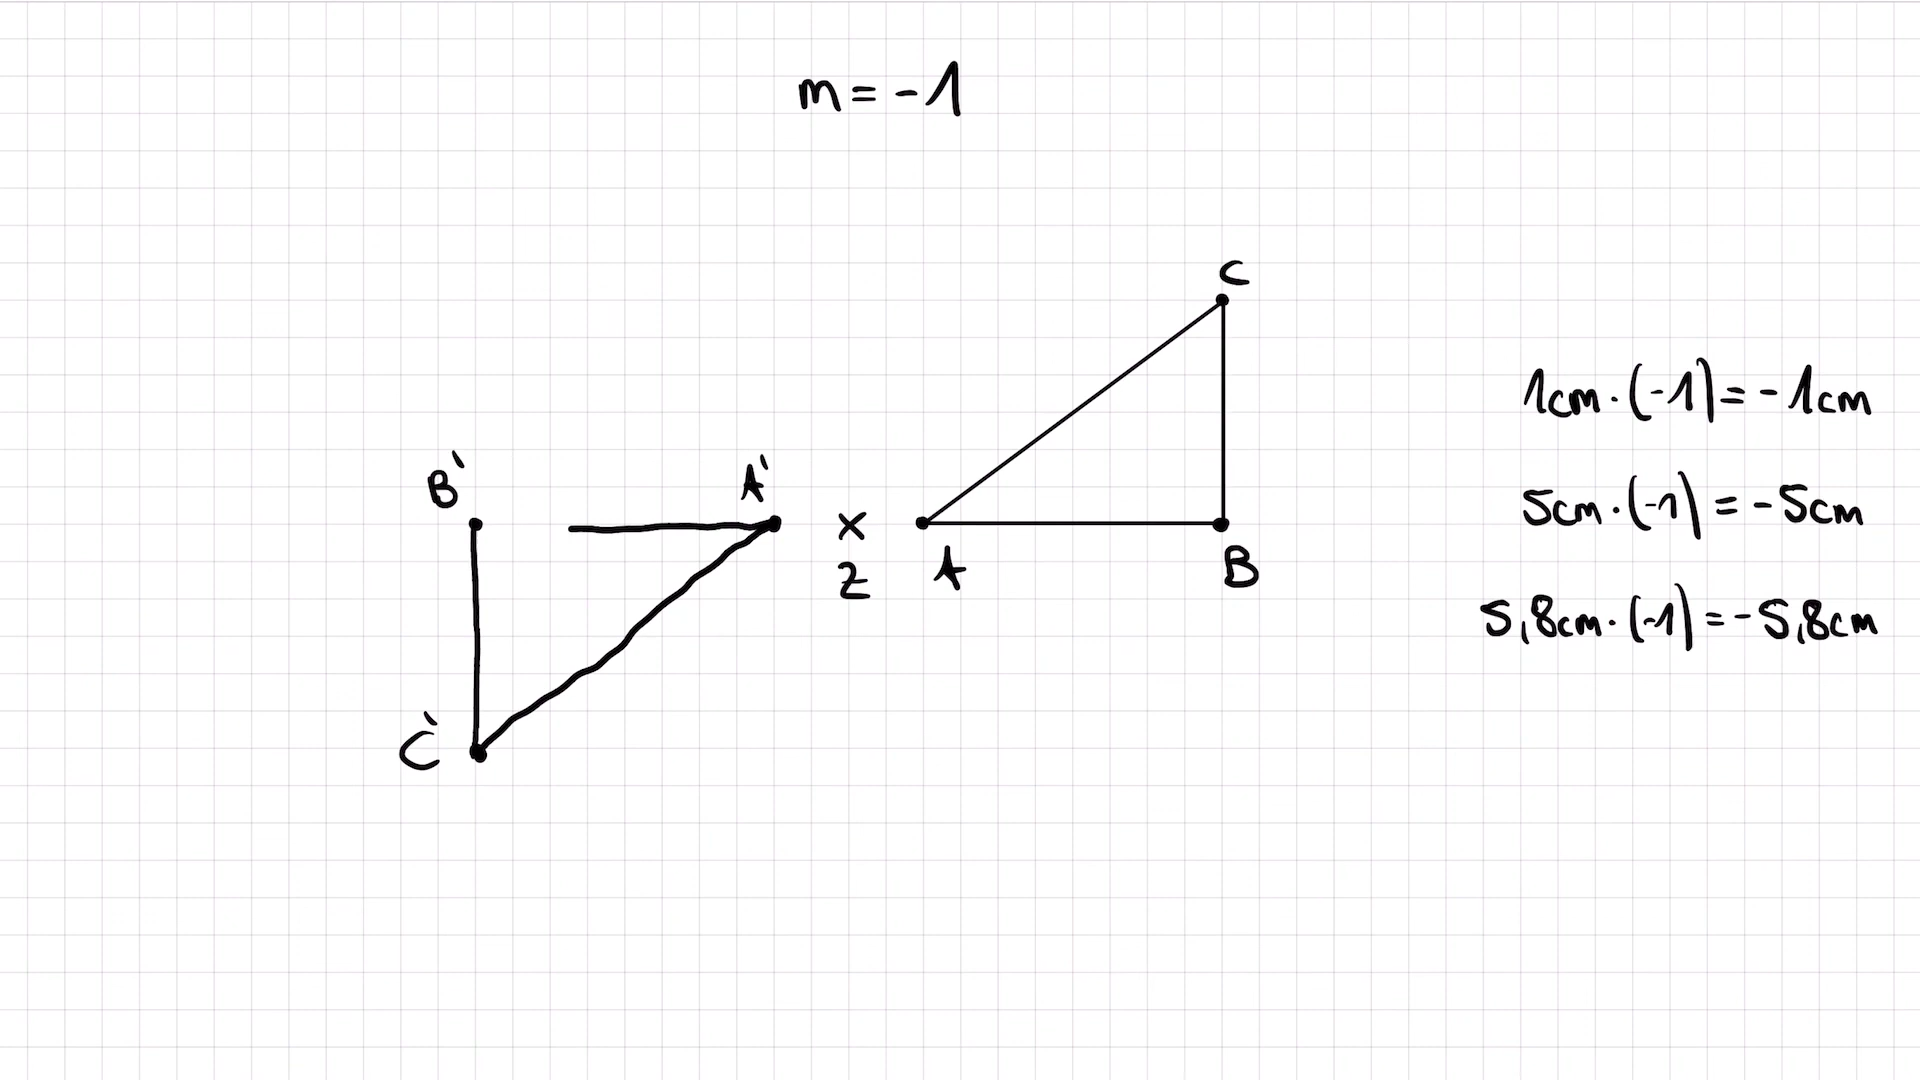 m = -1
C
1cm · (-1) = -1cm
B' A'
5cm · (-1) = -5cm
x
Z A B
5,8cm · (-1) = -5,8cm
C'